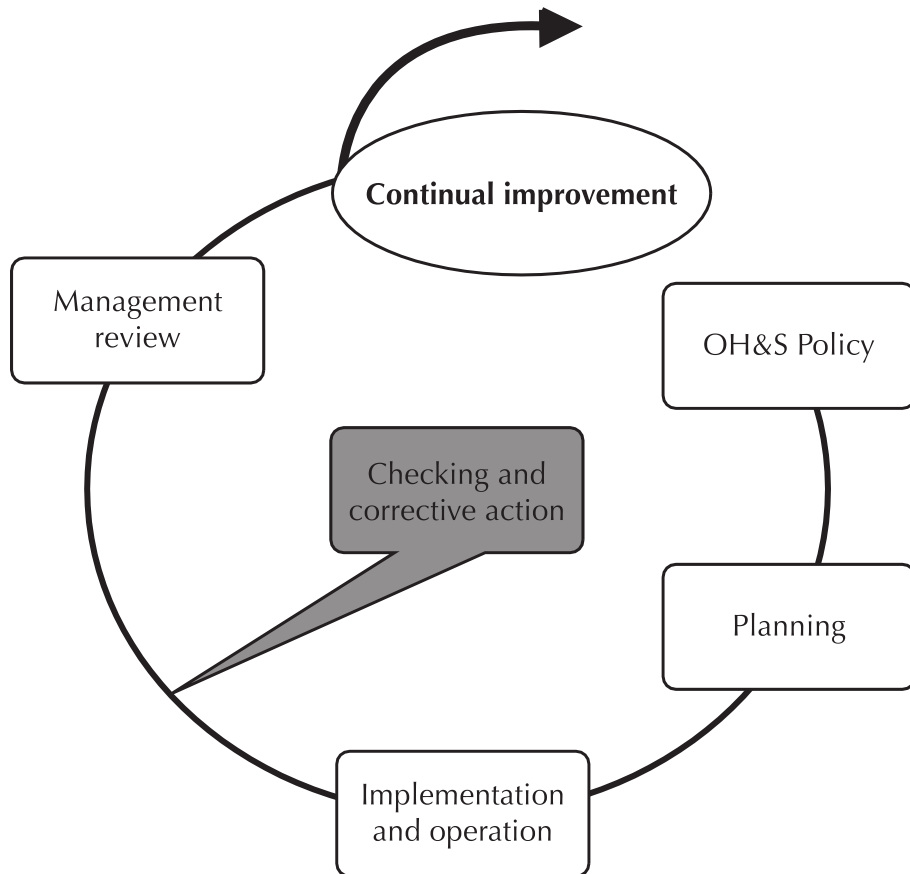 Continual improvement
Management
review
OH&S Policy
Checking and
corrective action
Planning
Implementation
and operation